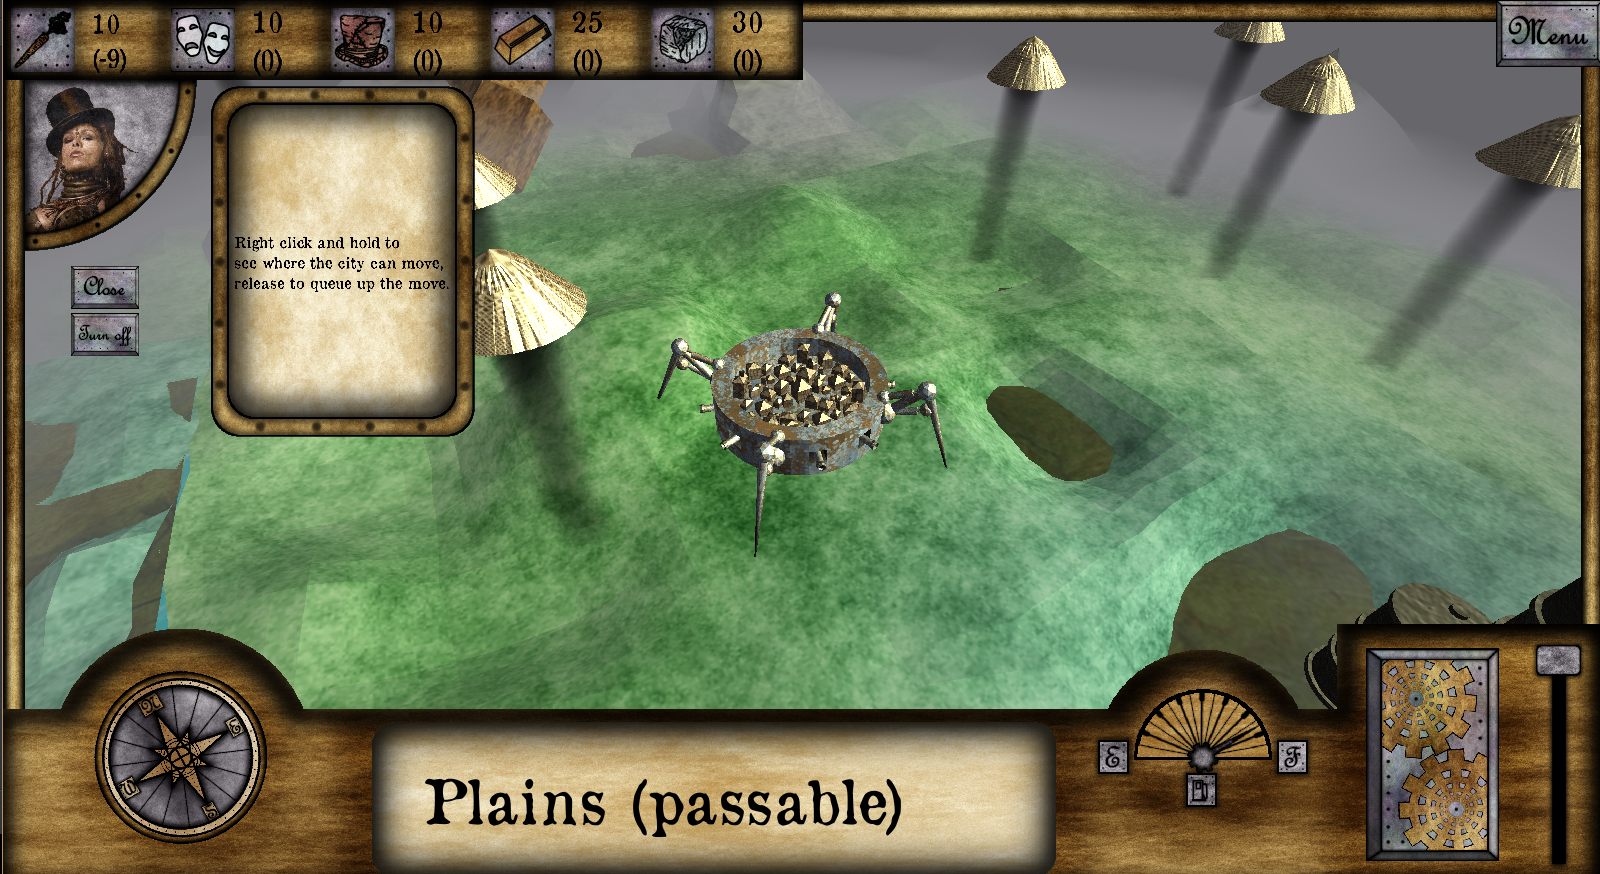 10 10 10 25 30
(-9) (0) (0) (0) (0)
Menu
Right click and hold to
see where the city can move,
release to queue up the move.
Close
Turn off
N
E
W
S
E F
D
Plains (passable)